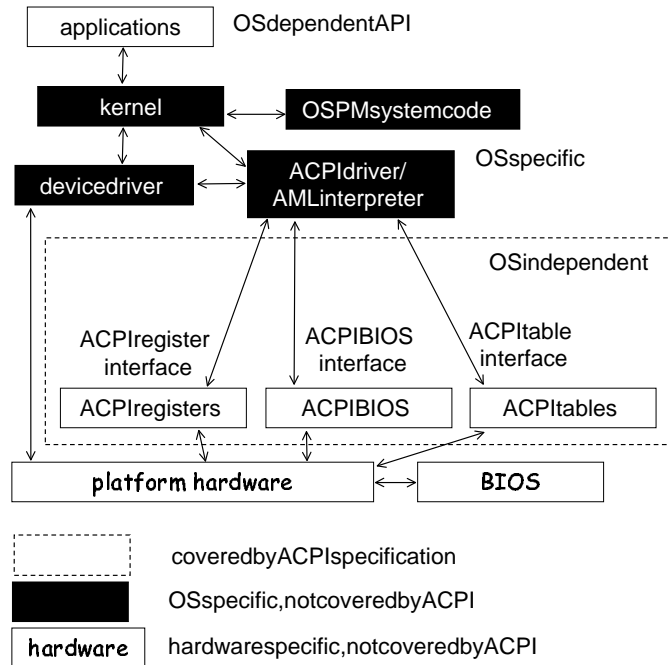 applications
OSdependentAPI
kernel
OSPMsystemcode
OSspecific
devicedriver
ACPIdriver/
AMLinterpreter
OSindependent
ACPIregister
interface
ACPIBIOS
interface
ACPItable
interface
ACPIregisters
ACPIBIOS
ACPItables
platform hardware
BIOS
coveredbyACPIspecification
OSspecific,notcoveredbyACPI
hardware
hardwarespecific,notcoveredbyACPI